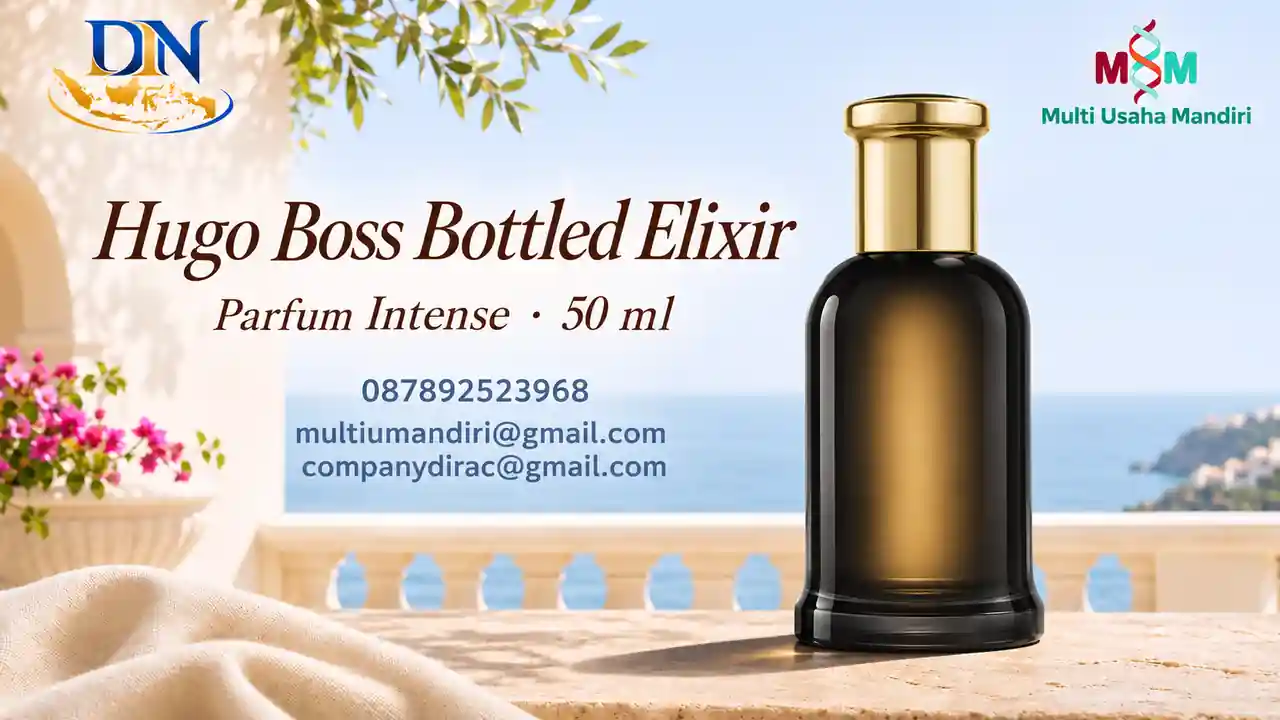 DIN
MSM
Multi Usaha Mandiri
Hugo Boss Bottled Elixir
Parfum Intense · 50 ml
087892523968
multiumandiri@gmail.com
companydirac@gmail.com